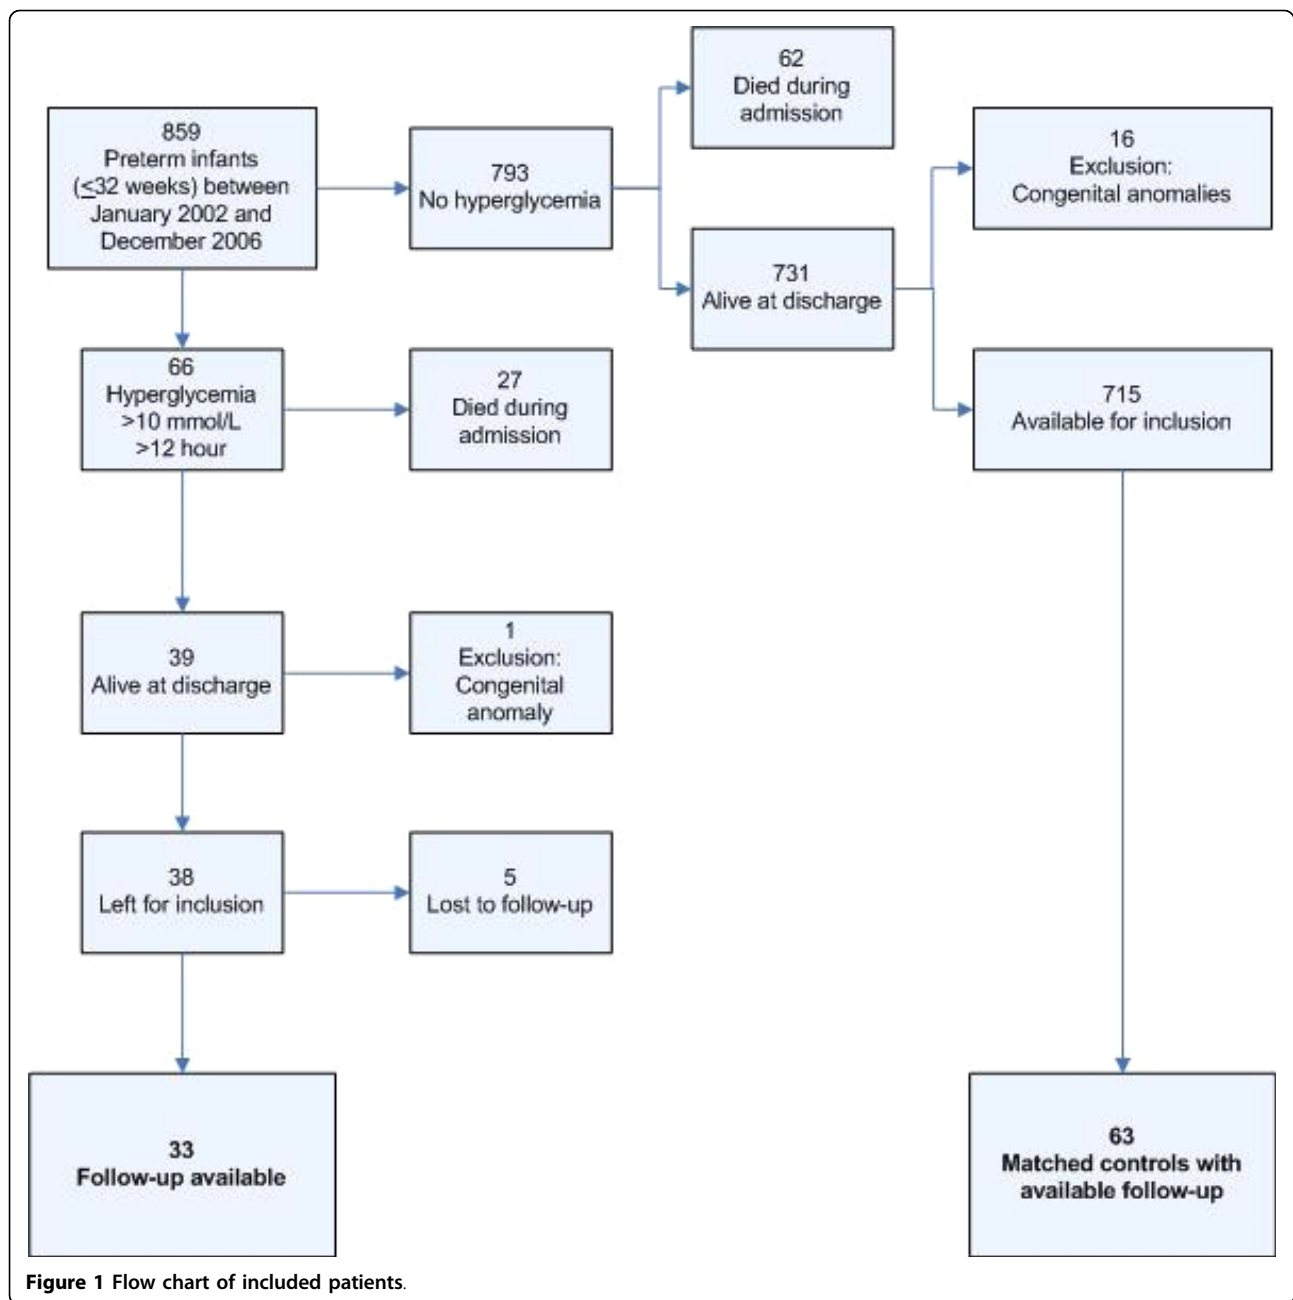 859
Preterm infants
(≤32 weeks) between
January 2002 and
December 2006
793
No hyperglycemia
62
Died during
admission
731
Alive at discharge
16
Exclusion:
Congenital anomalies
715
Available for inclusion
66
Hyperglycemia
>10 mmol/L
>12 hour
27
Died during
admission
39
Alive at discharge
1
Exclusion:
Congenital
anomaly
38
Left for inclusion
5
Lost to follow-up
33
Follow-up available
63
Matched controls with
available follow-up
Figure 1 Flow chart of included patients.